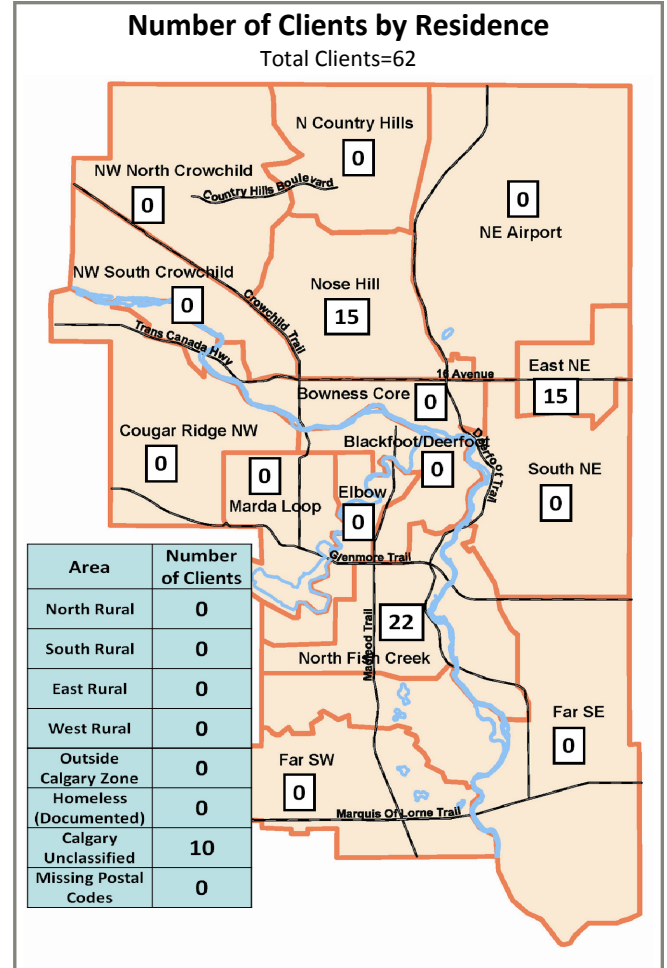 Number of Clients by Residence
Total Clients=62
N Country Hills
0
NW North Crowchild
0
Country Hills Boulevard
0
NE Airport
NW South Crowchild
0
Nose Hill
15
Crowchild Trail
Trans Canada Hwy
16 Avenue
East NE
15
Bowness Core
0
Cougar Ridge NW
0
Blackfoot/Deerfoot
0
Deerfoot Trail
South NE
0
0
Marda Loop
Elbow
0
Glenmore Trail
22
North Fish Creek
Macleod Trail
Far SE
0
Far SW
0
Marquis Of Lorne Trail
Area
Number
of Clients
North Rural
0
South Rural
0
East Rural
0
West Rural
0
Outside
Calgary Zone
0
Homeless
(Documented)
0
Calgary
Unclassified
10
Missing Postal
Codes
0